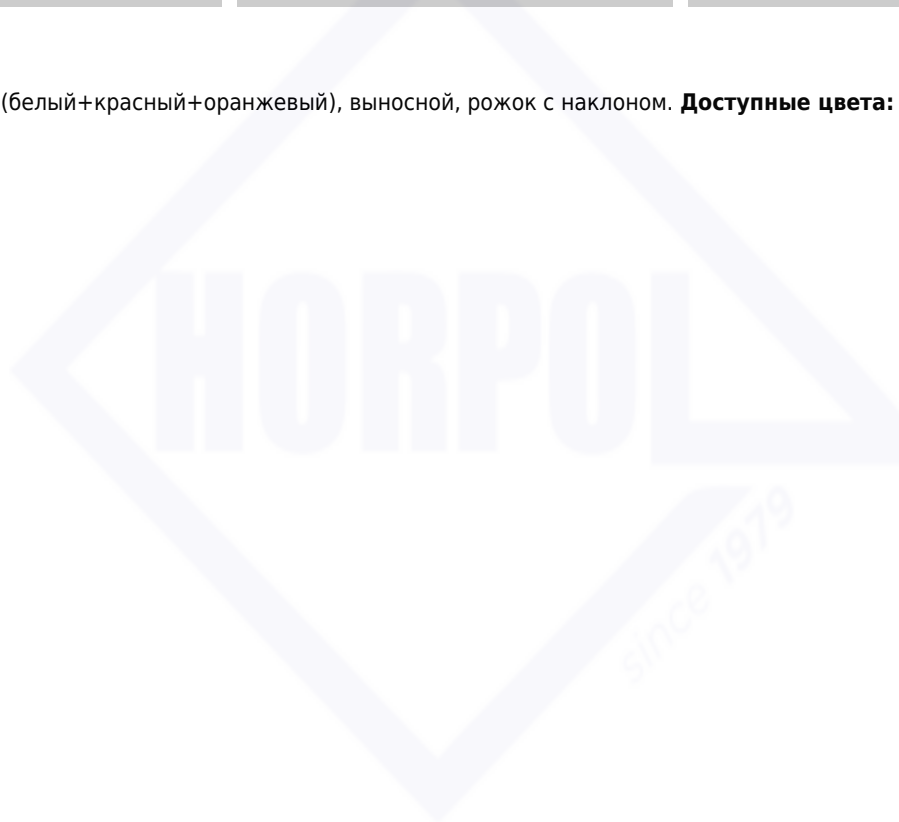 (белый+красный+оранжевый), выносной, рожок с наклоном. Доступные цвета:
HORPOL
since 1979